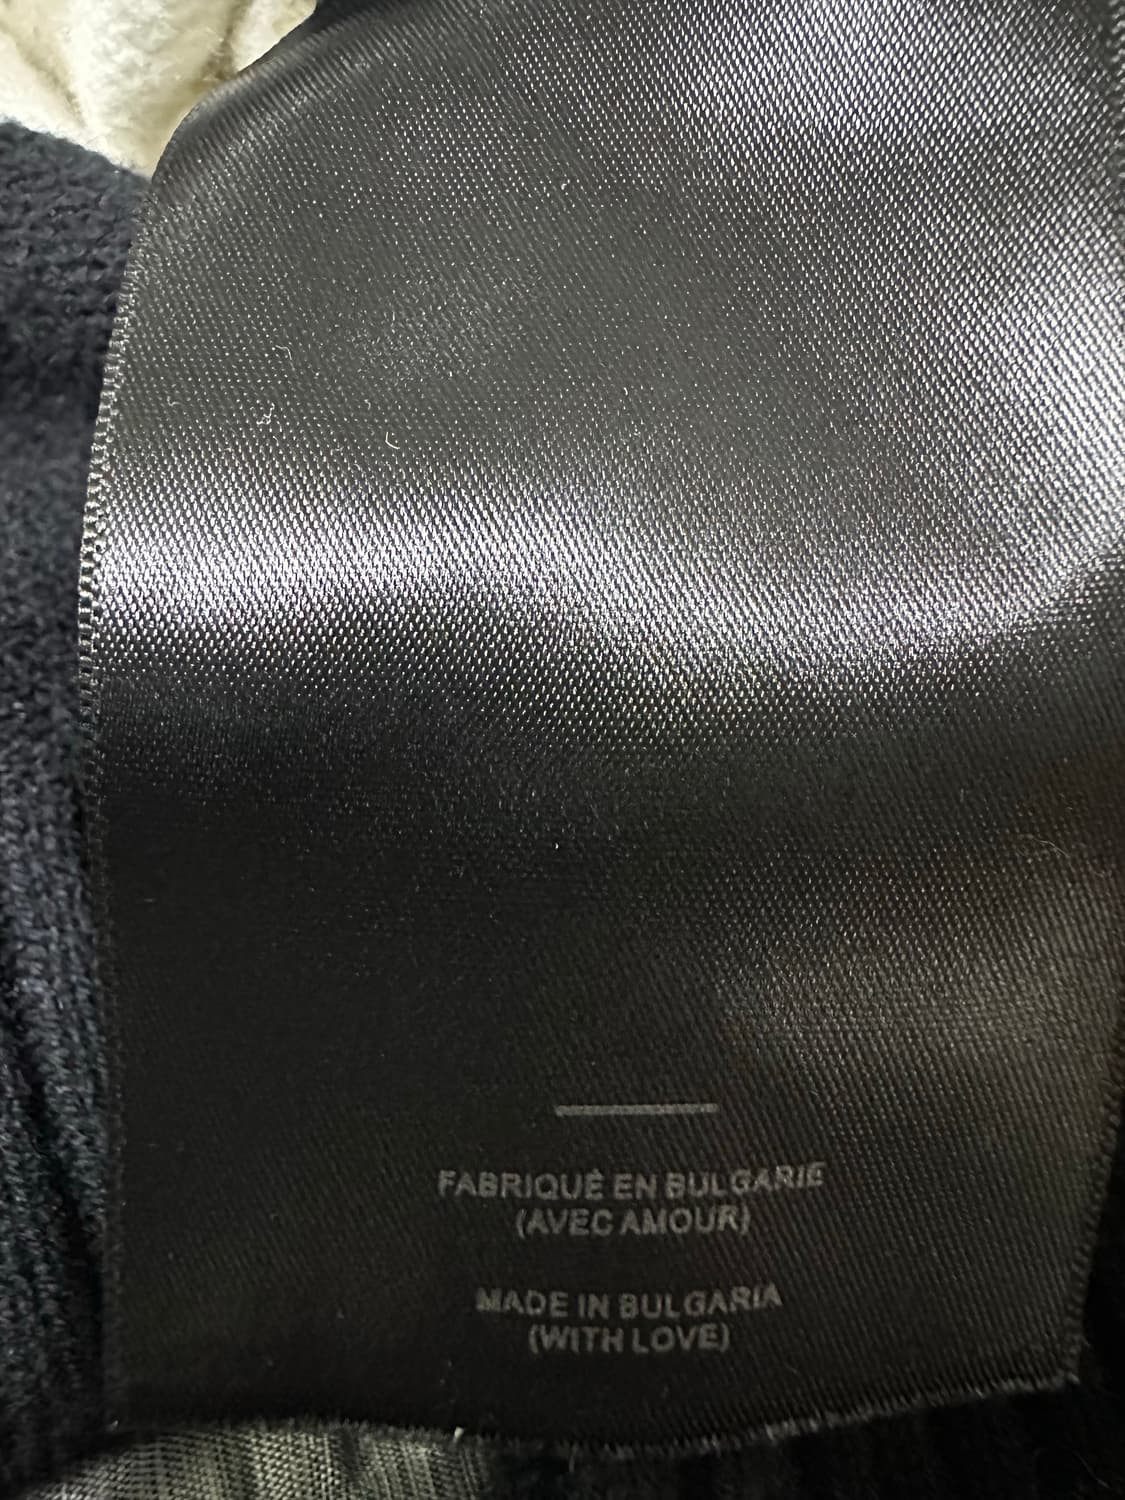 FABRIQUÉ EN BULGARIE
(AVEC AMOUR)
MADE IN BULGARIA
(WITH LOVE)